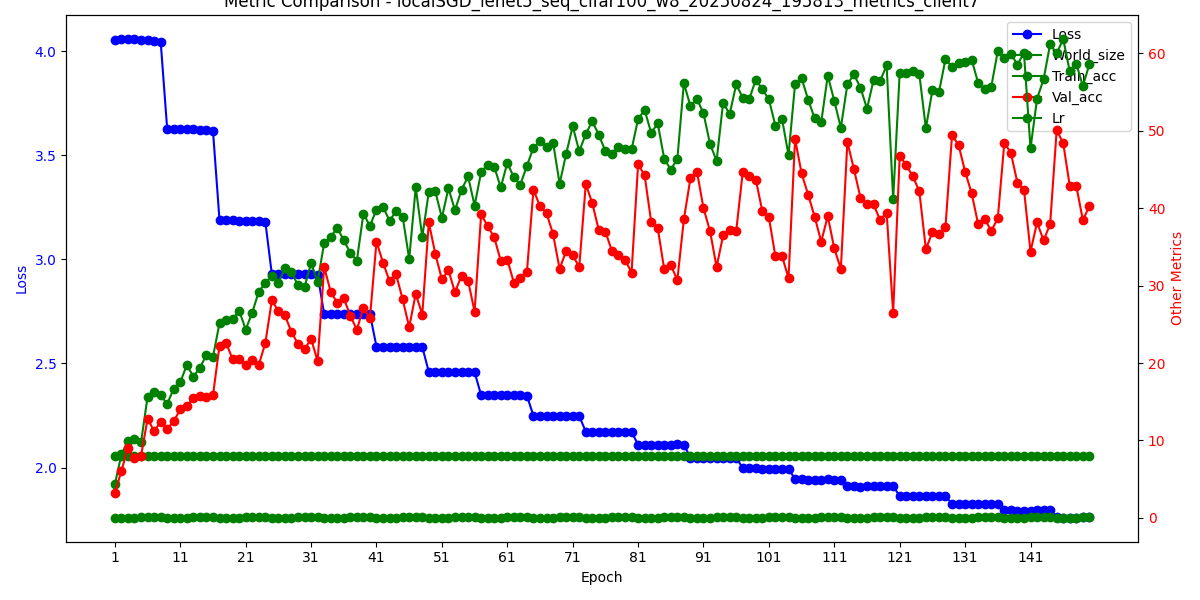 Metric Comparison - localSGD_lenet5_seq_cifar100_w8_20250824_195813_metrics_client7
Loss
World_size
Train_acc
Val_acc
Lr
4.0
3.5
3.0
2.5
2.0
Loss
60
50
40
30
20
10
0
Other Metrics
1 11 21 31 41 51 61 71 81 91 101 111 121 131 141
Epoch